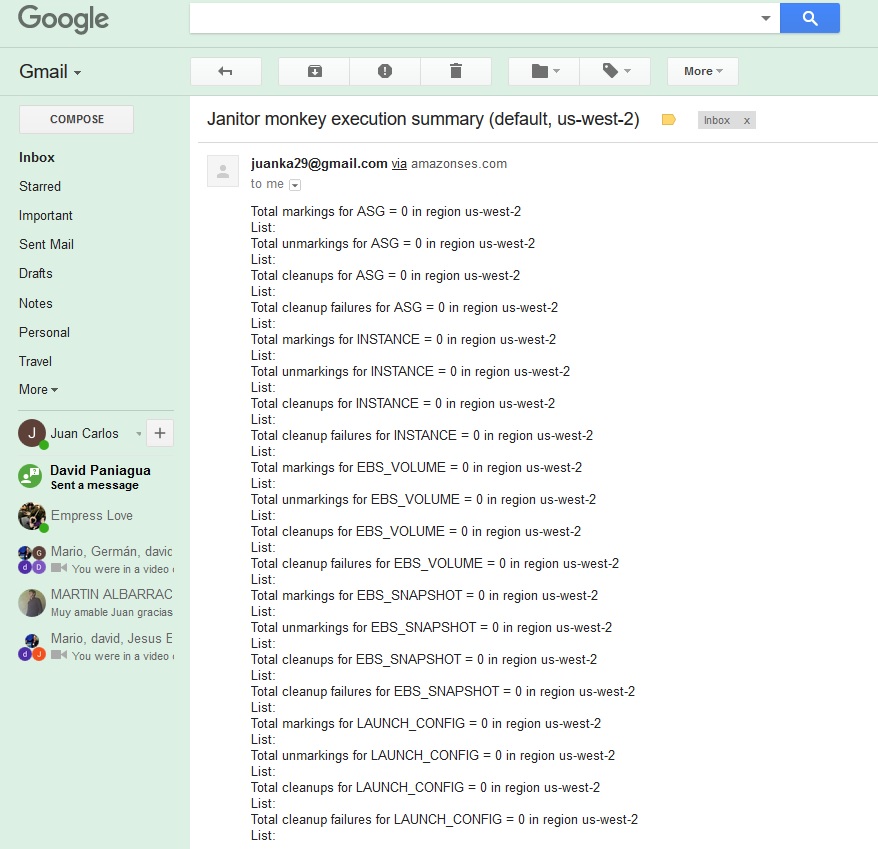 Google
Gmail
More
COMPOSE
Janitor monkey execution summary (default, us-west-2)
Inbox x
Inbox
Starred
Important
Sent Mail
Drafts
Notes
Personal
Travel
More
J Juan Carlos +
David Paniagua
Sent a message
Empress Love
G
d D
Mario, Germán, david
You were in a video
MARTIN ALBARRAC
Muy amable Juan gracias
d J
Mario, david, Jesus E
You were in a video
juanka29@gmail.com via amazonses.com
to me
Total markings for ASG = 0 in region us-west-2
List:
Total unmarkings for ASG = 0 in region us-west-2
List:
Total cleanups for ASG = 0 in region us-west-2
List:
Total cleanup failures for ASG = 0 in region us-west-2
List:
Total markings for INSTANCE = 0 in region us-west-2
List:
Total unmarkings for INSTANCE = 0 in region us-west-2
List:
Total cleanups for INSTANCE = 0 in region us-west-2
List:
Total cleanup failures for INSTANCE = 0 in region us-west-2
List:
Total markings for EBS_VOLUME = 0 in region us-west-2
List:
Total unmarkings for EBS_VOLUME = 0 in region us-west-2
List:
Total cleanups for EBS_VOLUME = 0 in region us-west-2
List:
Total cleanup failures for EBS_VOLUME = 0 in region us-west-2
List:
Total markings for EBS_SNAPSHOT = 0 in region us-west-2
List:
Total unmarkings for EBS_SNAPSHOT = 0 in region us-west-2
List:
Total cleanups for EBS_SNAPSHOT = 0 in region us-west-2
List:
Total cleanup failures for EBS_SNAPSHOT = 0 in region us-west-2
List:
Total markings for LAUNCH_CONFIG = 0 in region us-west-2
List:
Total unmarkings for LAUNCH_CONFIG = 0 in region us-west-2
List:
Total cleanups for LAUNCH_CONFIG = 0 in region us-west-2
List:
Total cleanup failures for LAUNCH_CONFIG = 0 in region us-west-2
List: